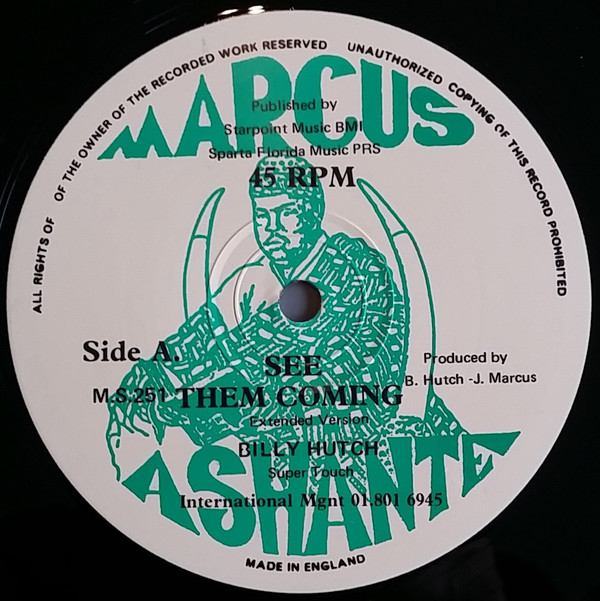 ALL RIGHTS OF OF THE OWNER OF THE RECORDED WORK RESERVED UNAUTHORIZED COPYING OF THIS RECORD PROHIBITED
MARCUS
Published by
Starpoint Music BMI
Sparta Florida Music PRS
45 RPM
Side A.
M.S.251
SEE
THEM COMING
Extended Version
Produced by
B. Hutch -J. Marcus
BILLY HUTCH
Super Touch
International Mgnt 01.801 6945
ASHANTE
MADE IN ENGLAND